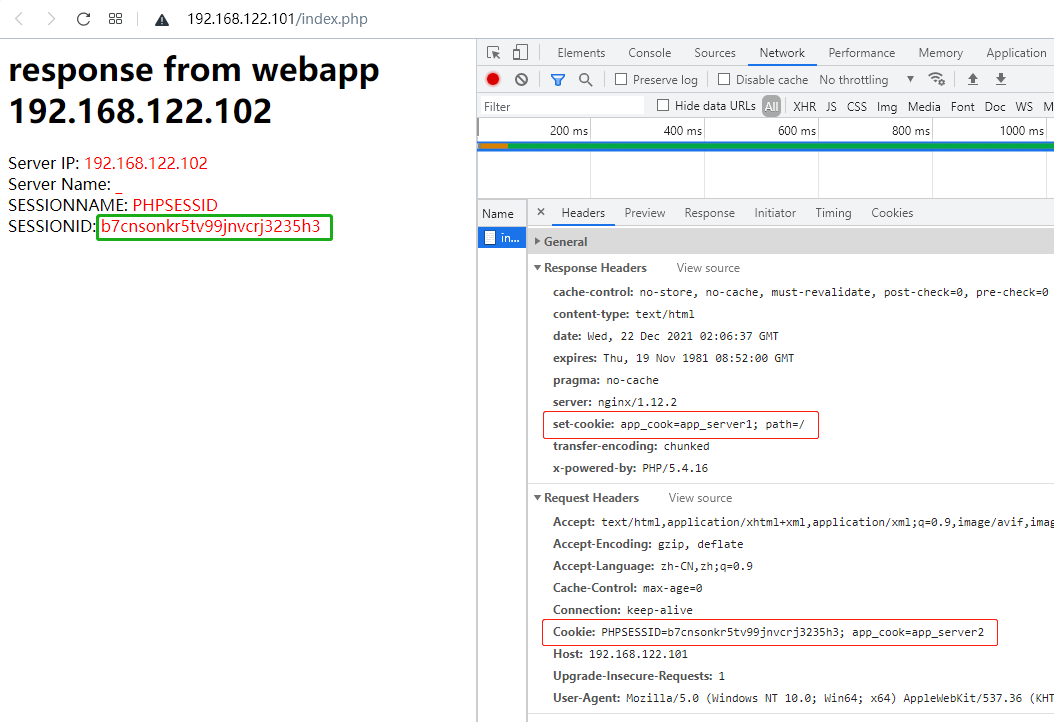 192.168.122.101/index.php
response from webapp
192.168.122.102
Server IP: 192.168.122.102
Server Name: _
SESSIONNAME: PHPSESSID
SESSIONID: b7cnsonkr5tv99jnvcrj3235h3
Elements Console Sources Network Performance Memory Application
Preserve log Disable cache No throttling
Filter Hide data URLs All XHR JS CSS Img Media Font Doc WS M
200 ms 400 ms 600 ms 800 ms 1000 ms
Name × Headers Preview Response Initiator Timing Cookies
in...
General
Response Headers View source
cache-control: no-store, no-cache, must-revalidate, post-check=0, pre-check=0
content-type: text/html
date: Wed, 22 Dec 2021 02:06:37 GMT
expires: Thu, 19 Nov 1981 08:52:00 GMT
pragma: no-cache
server: nginx/1.12.2
set-cookie: app_cook=app_server1; path=/
transfer-encoding: chunked
x-powered-by: PHP/5.4.16
Request Headers View source
Accept: text/html,application/xhtml+xml,application/xml;q=0.9,image/avif,imag
Accept-Encoding: gzip, deflate
Accept-Language: zh-CN,zh;q=0.9
Cache-Control: max-age=0
Connection: keep-alive
Cookie: PHPSESSID=b7cnsonkr5tv99jnvcrj3235h3; app_cook=app_server2
Host: 192.168.122.101
Upgrade-Insecure-Requests: 1
User-Agent: Mozilla/5.0 (Windows NT 10.0; Win64; x64) AppleWebKit/537.36 (KHT